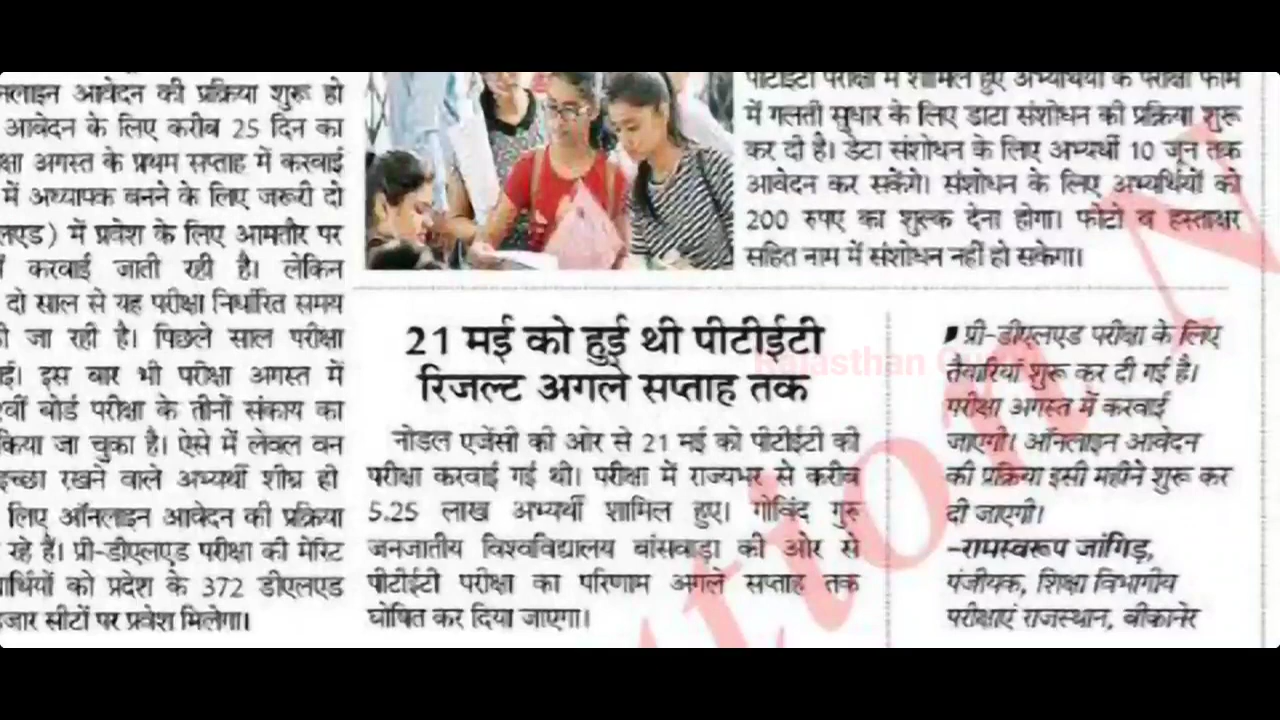 नलाइन आवेदन की प्रक्रिया शुरू हो
आवेदन के लिए करीब 25 दिन का
क्षा अगस्त के प्रथम सप्ताह में करवाई
में अध्यापक बनने के लिए जरूरी दो
लएड) में प्रवेश के लिए आमतौर पर
करवाई जाती रही है। लेकिन
दो साल से यह परीक्षा निर्धारित समय
जा रही है। पिछले साल परीक्षा
ई। इस बार भी परीक्षा अगस्त में
वीं बोर्ड परीक्षा के तीनों संकाय का
किया जा चुका है। ऐसे में लेवल वन
इच्छा रखने वाले अभ्यर्थी शीघ्र ही
लिए ऑनलाइन आवेदन की प्रक्रिया
रहे हैं। प्री-डीएलएड परीक्षा की मेरिट
र्थियों को प्रदेश के 372 डीएलएड
जार सीटों पर प्रवेश मिलेगा।
पीटीईटी परीक्षा में शामिल हुए अभ्यर्थियों के परीक्षा फॉर्म
में गलती सुधार के लिए डाटा संशोधन की प्रक्रिया शुरू
कर दी है। डेटा संशोधन के लिए अभ्यर्थी 10 जून तक
आवेदन कर सकेंगे। संशोधन के लिए अभ्यर्थियों को
200 रुपए का शुल्क देना होगा। फोटो व हस्ताक्षर
सहित नाम में संशोधन नहीं हो सकेगा।
21 मई को हुई थी पीटीईटी
रिजल्ट अगले सप्ताह तक
नोडल एजेंसी की ओर से 21 मई को पीटीईटी की
परीक्षा करवाई गई थी। परीक्षा में राज्यभर से करीब
5.25 लाख अभ्यर्थी शामिल हुए। गोविंद गुरु
जनजातीय विश्वविद्यालय बांसवाड़ा की ओर से
पीटीईटी परीक्षा का परिणाम अगले सप्ताह तक
घोषित कर दिया जाएगा।
प्री-डीएलएड परीक्षा के लिए
तैयारियां शुरू कर दी गई है।
परीक्षा अगस्त में करवाई
जाएगी। ऑनलाइन आवेदन
की प्रक्रिया इसी महीने शुरू कर
दी जाएगी।
-रामस्वरूप जांगिड़,
पंजीयक, शिक्षा विभागीय
परीक्षाएं राजस्थान, बीकानेर
Rajasthan